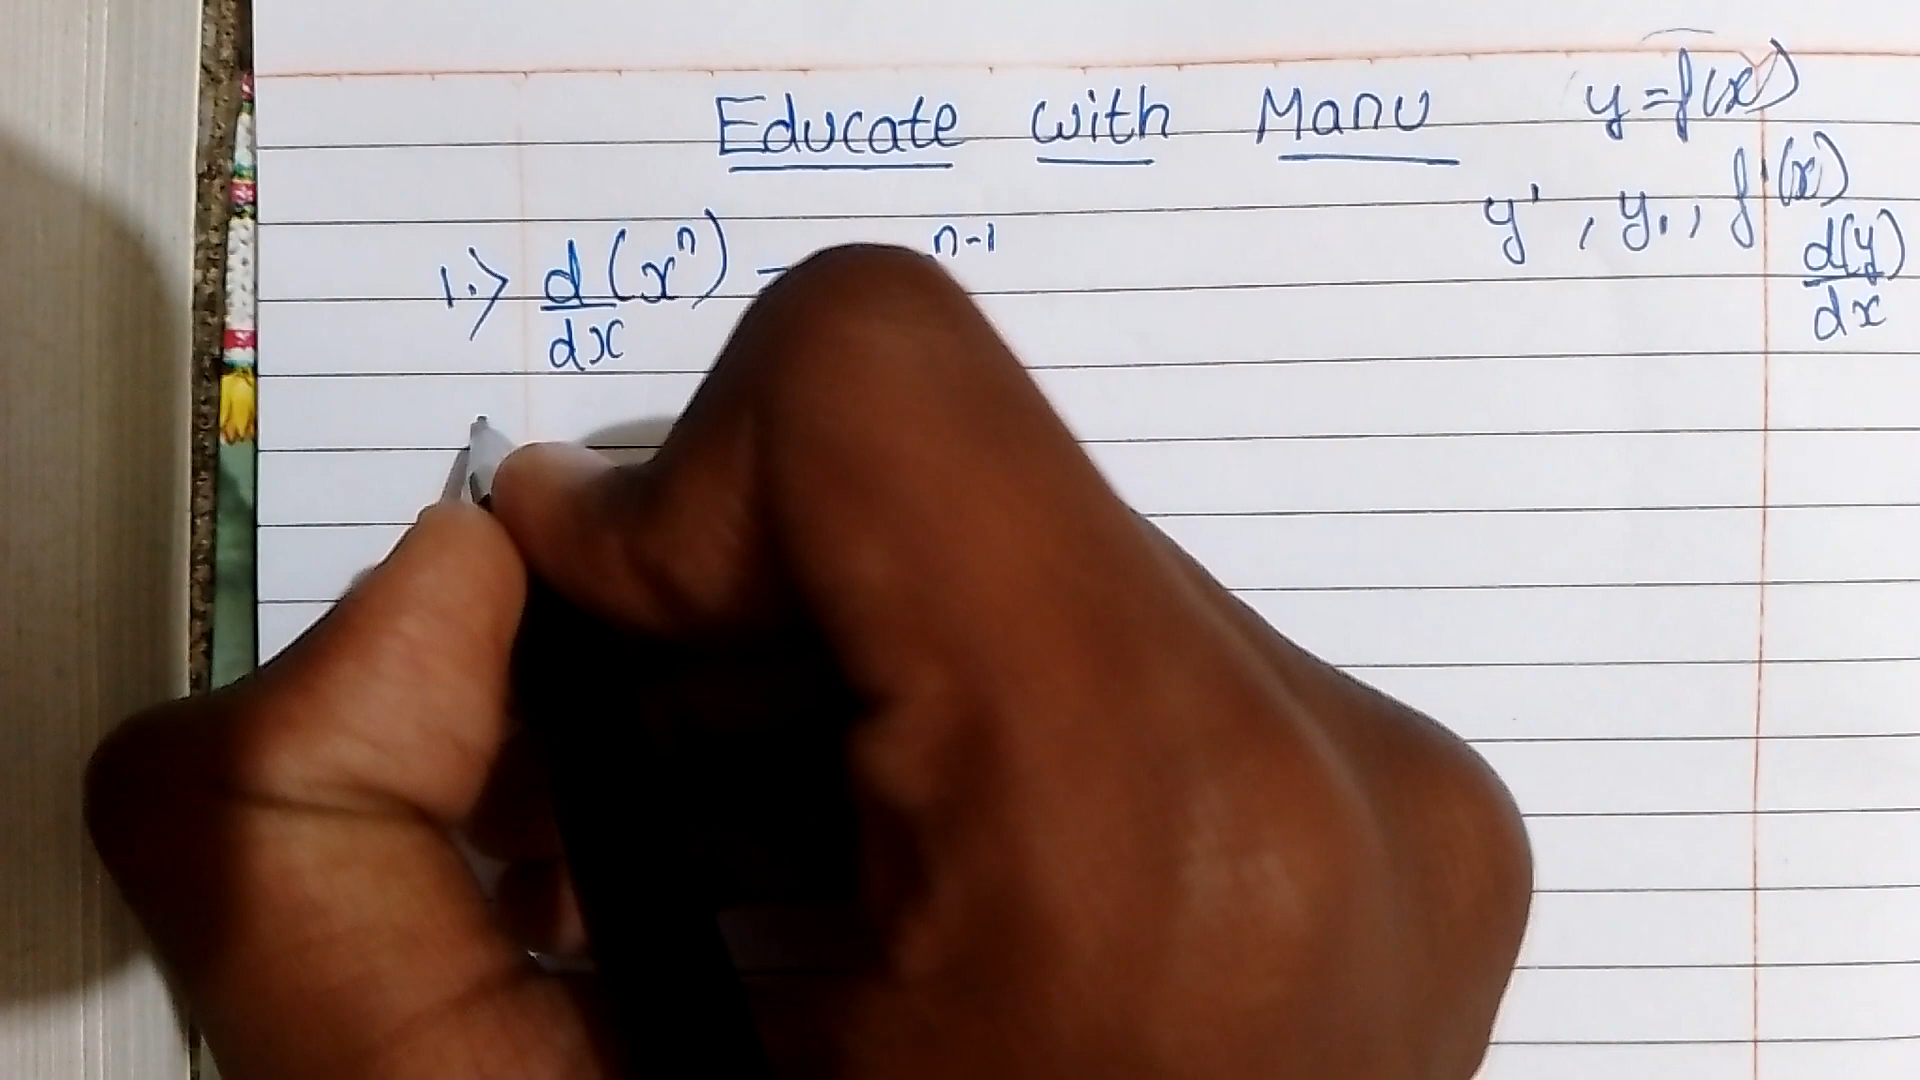 Educate with Manu
y=f(x)
y', y₁, f'(x)
d(y)/dx
1.> d/dx (xⁿ) = ⁿ⁻¹